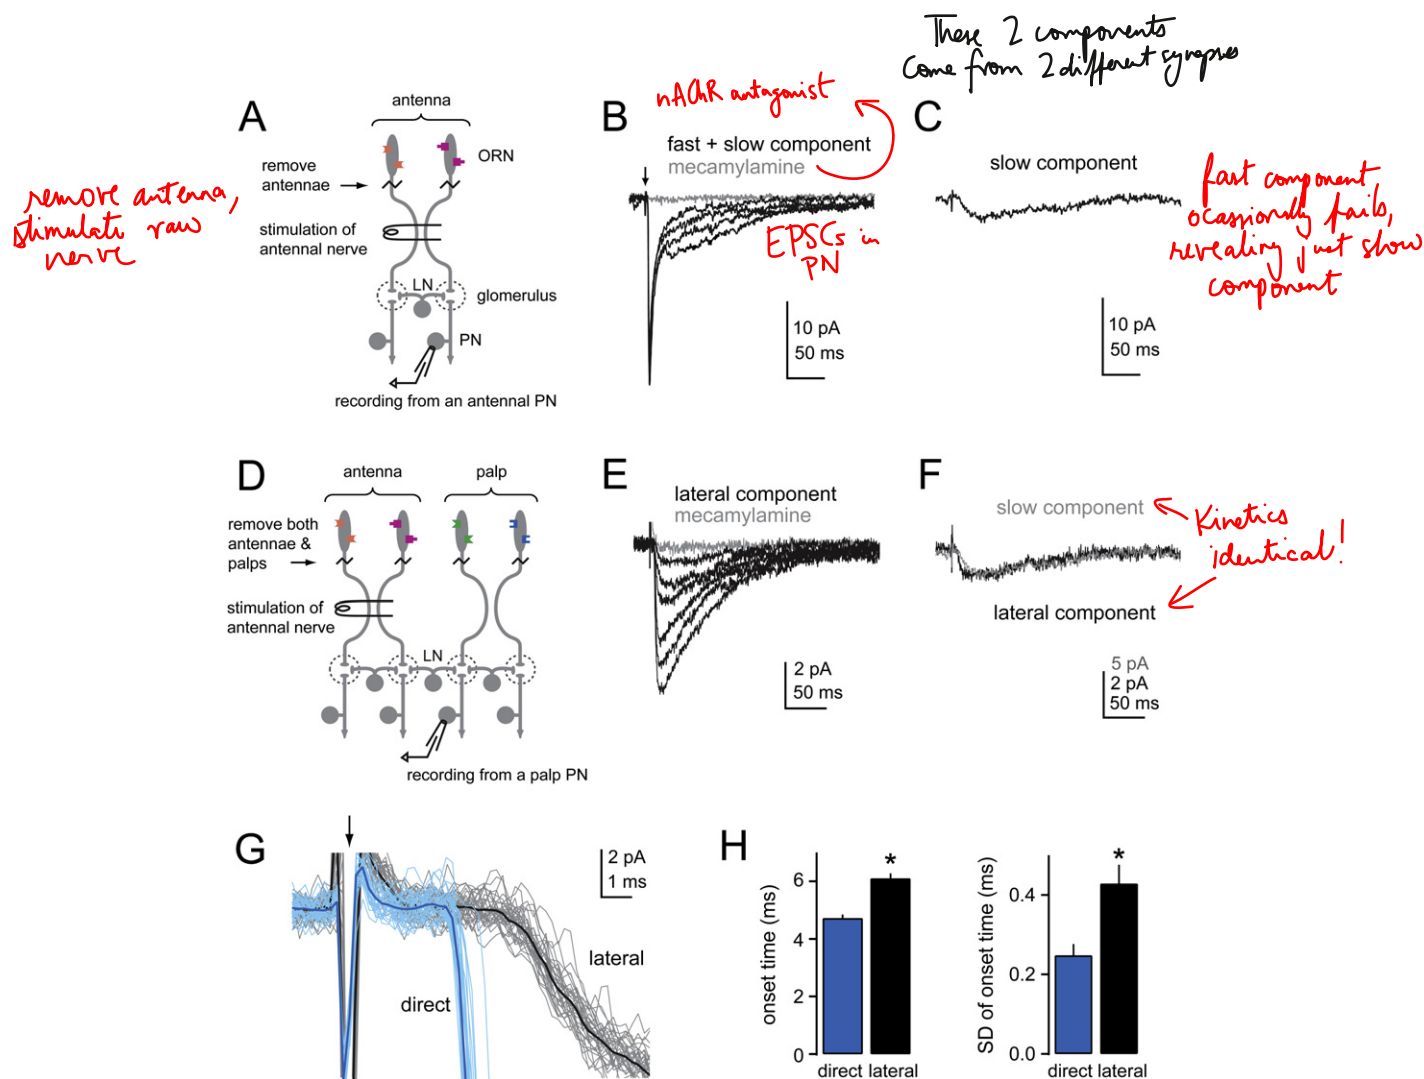 These 2 components
Come from 2 different synapses
nAChR antagonist
A
antenna
ORN
remove
antennae
remove antenna,
stimulate raw
nerve
stimulation of
antennal nerve
LN
glomerulus
PN
recording from an antennal PN
B
fast + slow component
mecamylamine
EPSCs in
PN
10 pA
50 ms
C
slow component
fast component
ocassionally fails,
revealing just slow
component
10 pA
50 ms
D
antenna
palp
remove both
antennae &
palps
stimulation of
antennal nerve
LN
recording from a palp PN
E
lateral component
mecamylamine
2 pA
50 ms
F
slow component
Kinetics
identical!
lateral component
5 pA
2 pA
50 ms
G
2 pA
1 ms
lateral
direct
H
*
6
4
2
0
onset time (ms)
direct lateral
*
0.4
0.2
0.0
SD of onset time (ms)
direct lateral